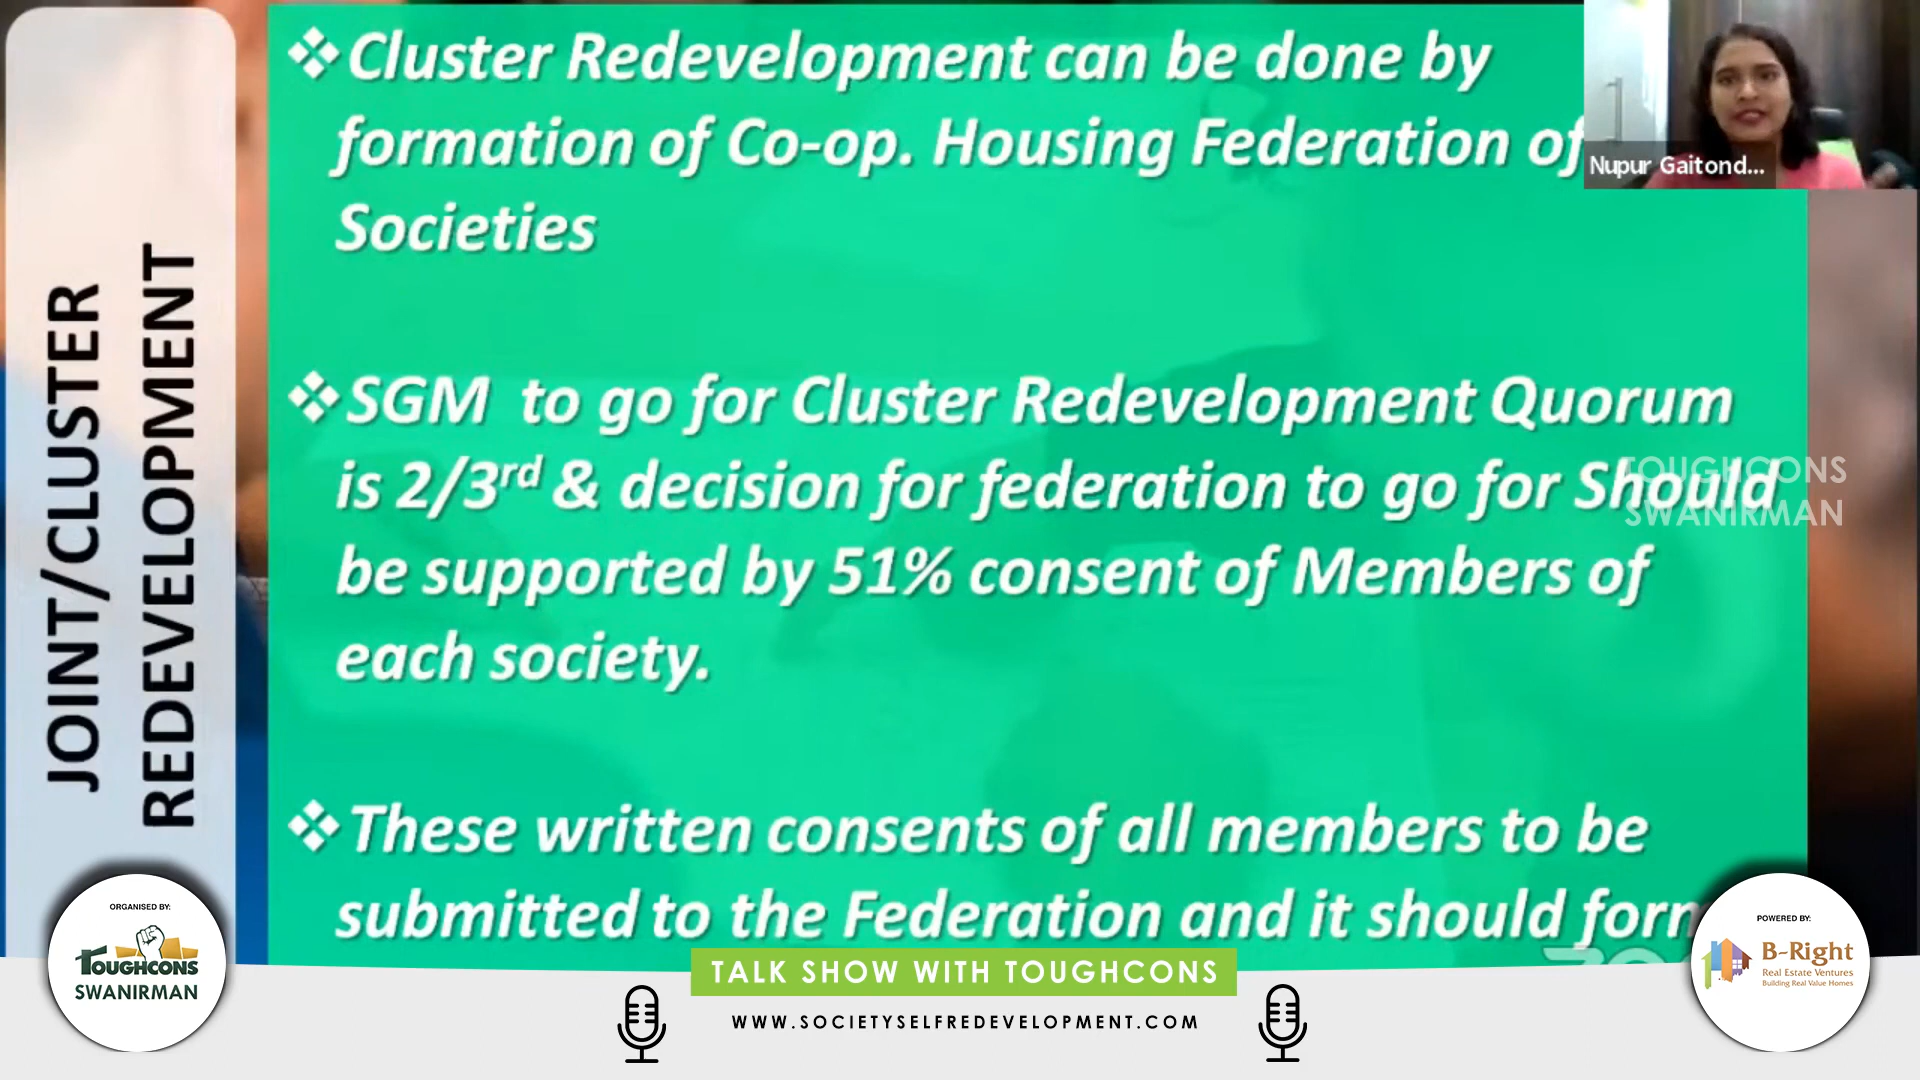 JOINT/CLUSTER
REDEVELOPMENT
❖Cluster Redevelopment can be done by
formation of Co-op. Housing Federation of
Societies
❖SGM to go for Cluster Redevelopment Quorum
is 2/3rd & decision for federation to go for Should
be supported by 51% consent of Members of
each society.
❖These written consents of all members to be
submitted to the Federation and it should form
Nupur Gaitond...
TOUGHCONS
SWANIRMAN
ORGANISED BY:
TOUGHCONS
SWANIRMAN
TALK SHOW WITH TOUGHCONS
WWW.SOCIETYSELFREDEVELOPMENT.COM
POWERED BY:
B-Right
Real Estate Ventures
Building Real Value Homes